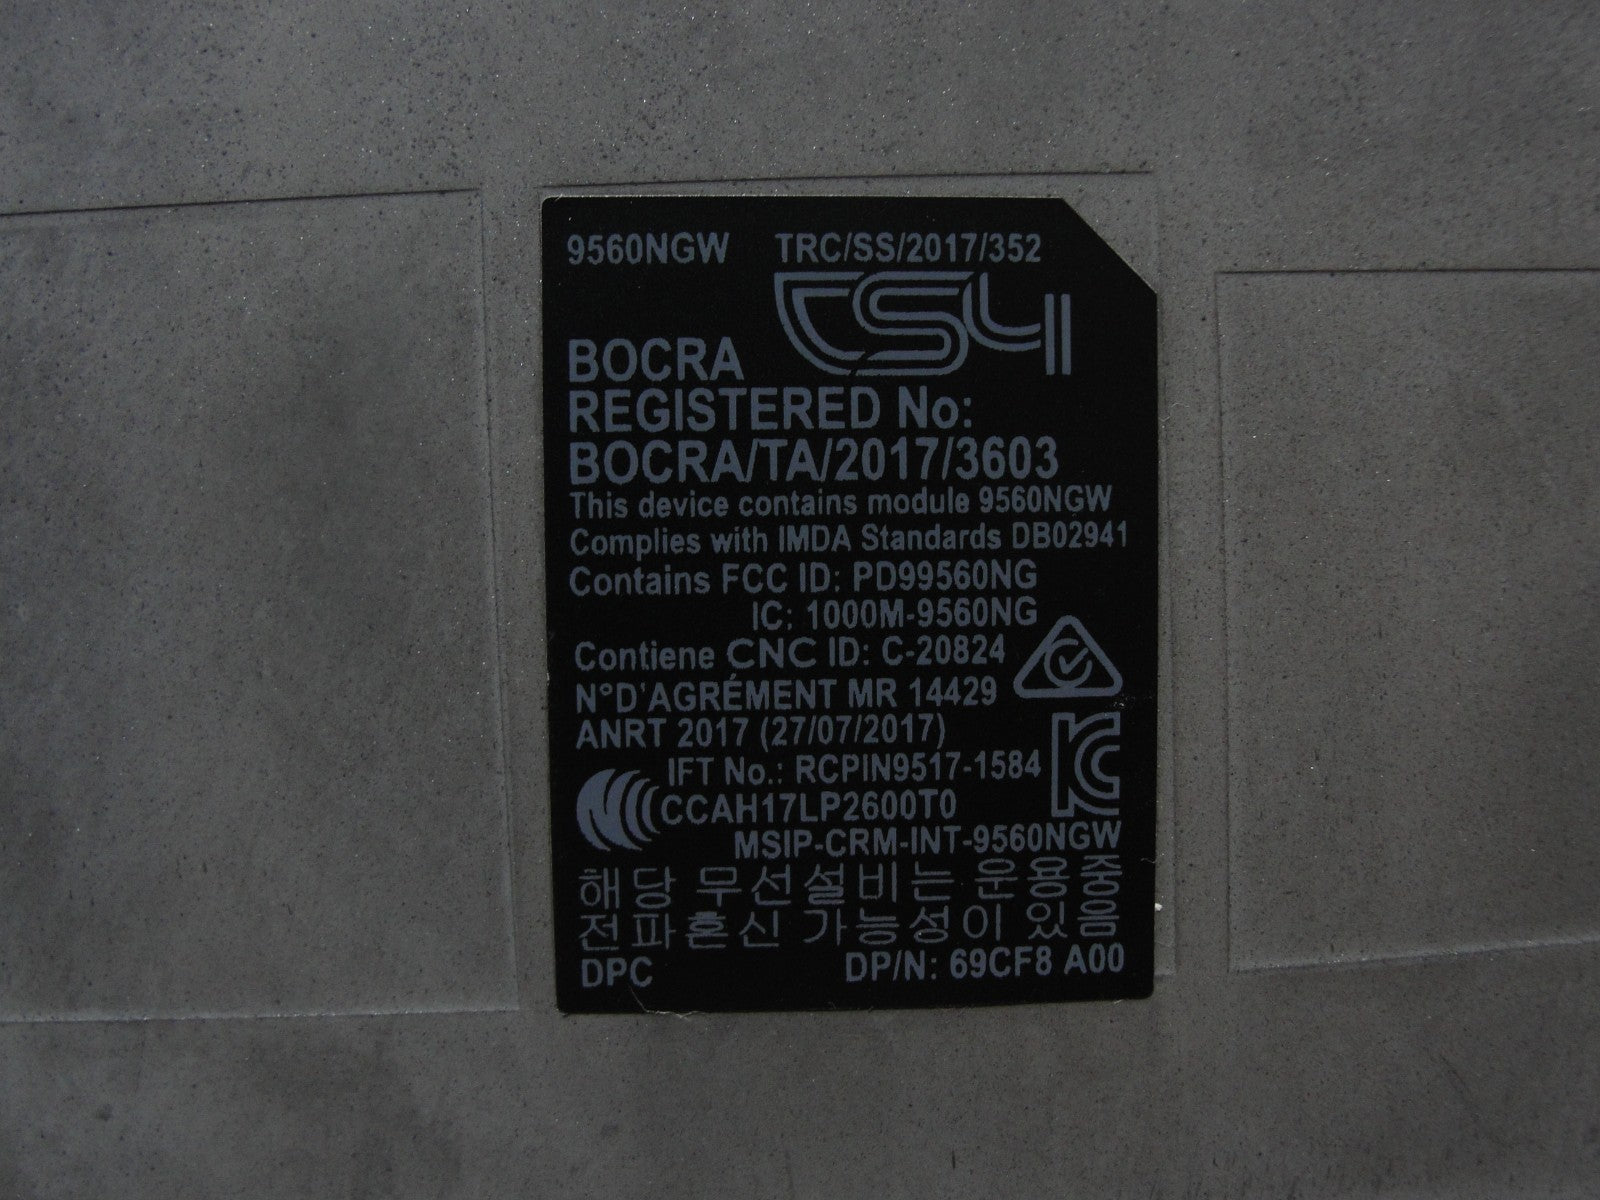 9560NGW TRC/SS/2017/352
CS4
BOCRA
REGISTERED No:
BOCRA/TA/2017/3603
This device contains module 9560NGW
Complies with IMDA Standards DB02941
Contains FCC ID: PD99560NG
IC: 1000M-9560NG
Contiene CNC ID: C-20824
N°D'AGRÉMENT MR 14429
ANRT 2017 (27/07/2017)
IFT No.: RCPIN9517-1584
CCAH17LP2600T0
MSIP-CRM-INT-9560NGW
해당 무선설비는 운용중
전파혼신 가능성이 있음
DPC DP/N: 69CF8 A00